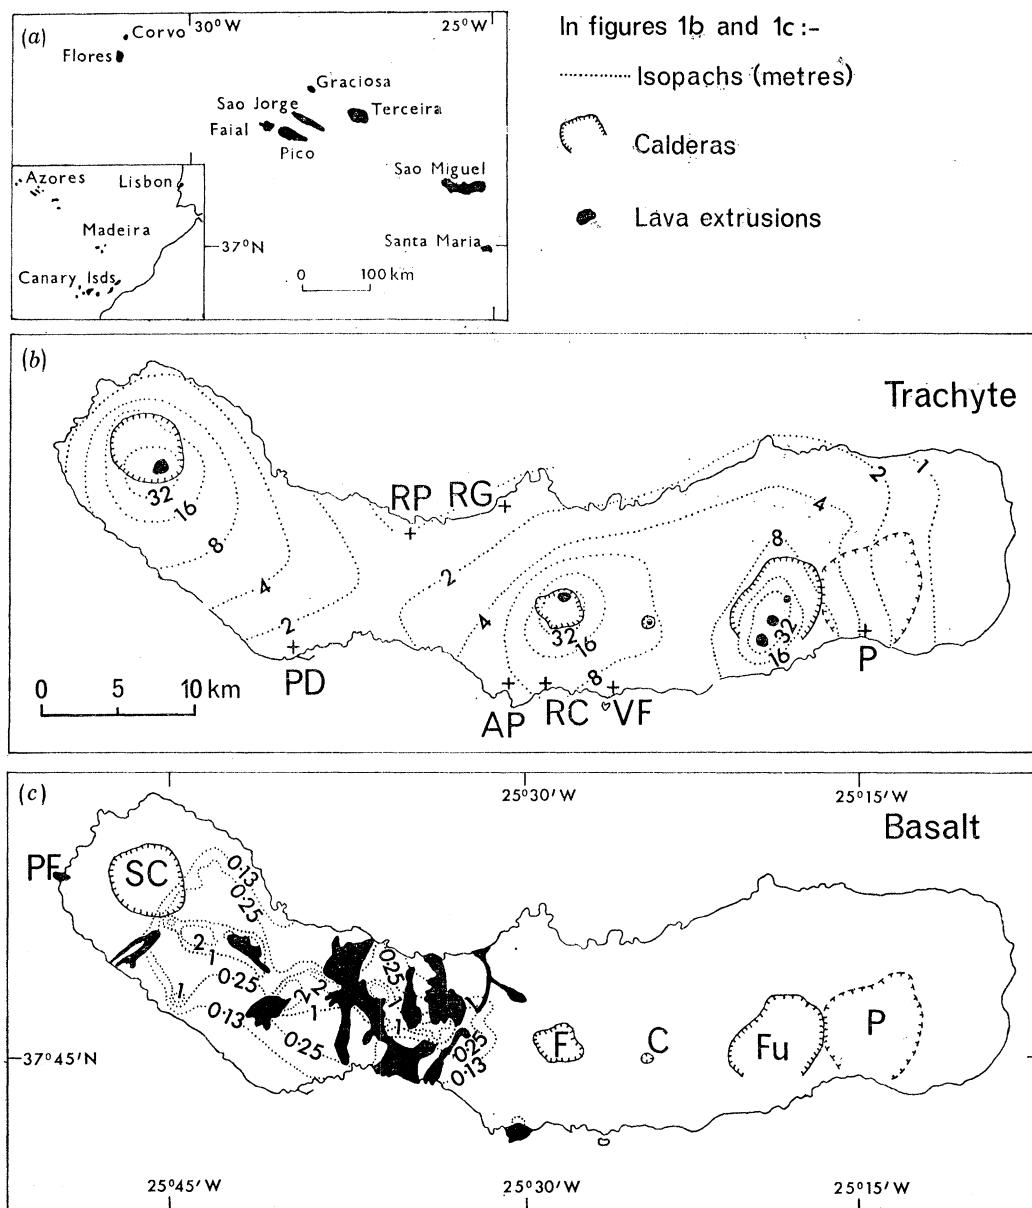 (a)
30°W
25°W
Corvo
Flores
Graciosa
Sao Jorge
Terceira
Faial
Pico
Sao Miguel
Azores
Lisbon
Madeira
37°N
Santa Maria
Canary Isds
0 100 km
In figures 1b and 1c :-
Isopachs (metres)
Calderas
Lava extrusions
(b)
Trachyte
32
16
8
4
2
RP
RG
2
4
32
16
8
2
1
4
8
32
16
P
PD
AP
RC
VF
0 5 10 km
(c)
25°30′W
25°15′W
Basalt
PF
SC
0·13
0·25
2
1
0·25
1
0·13
2
2
1
0·25
0·25
1
1
1
0·25
0·13
F
C
Fu
P
37°45′N
25°45′W
25°30′W
25°15′W